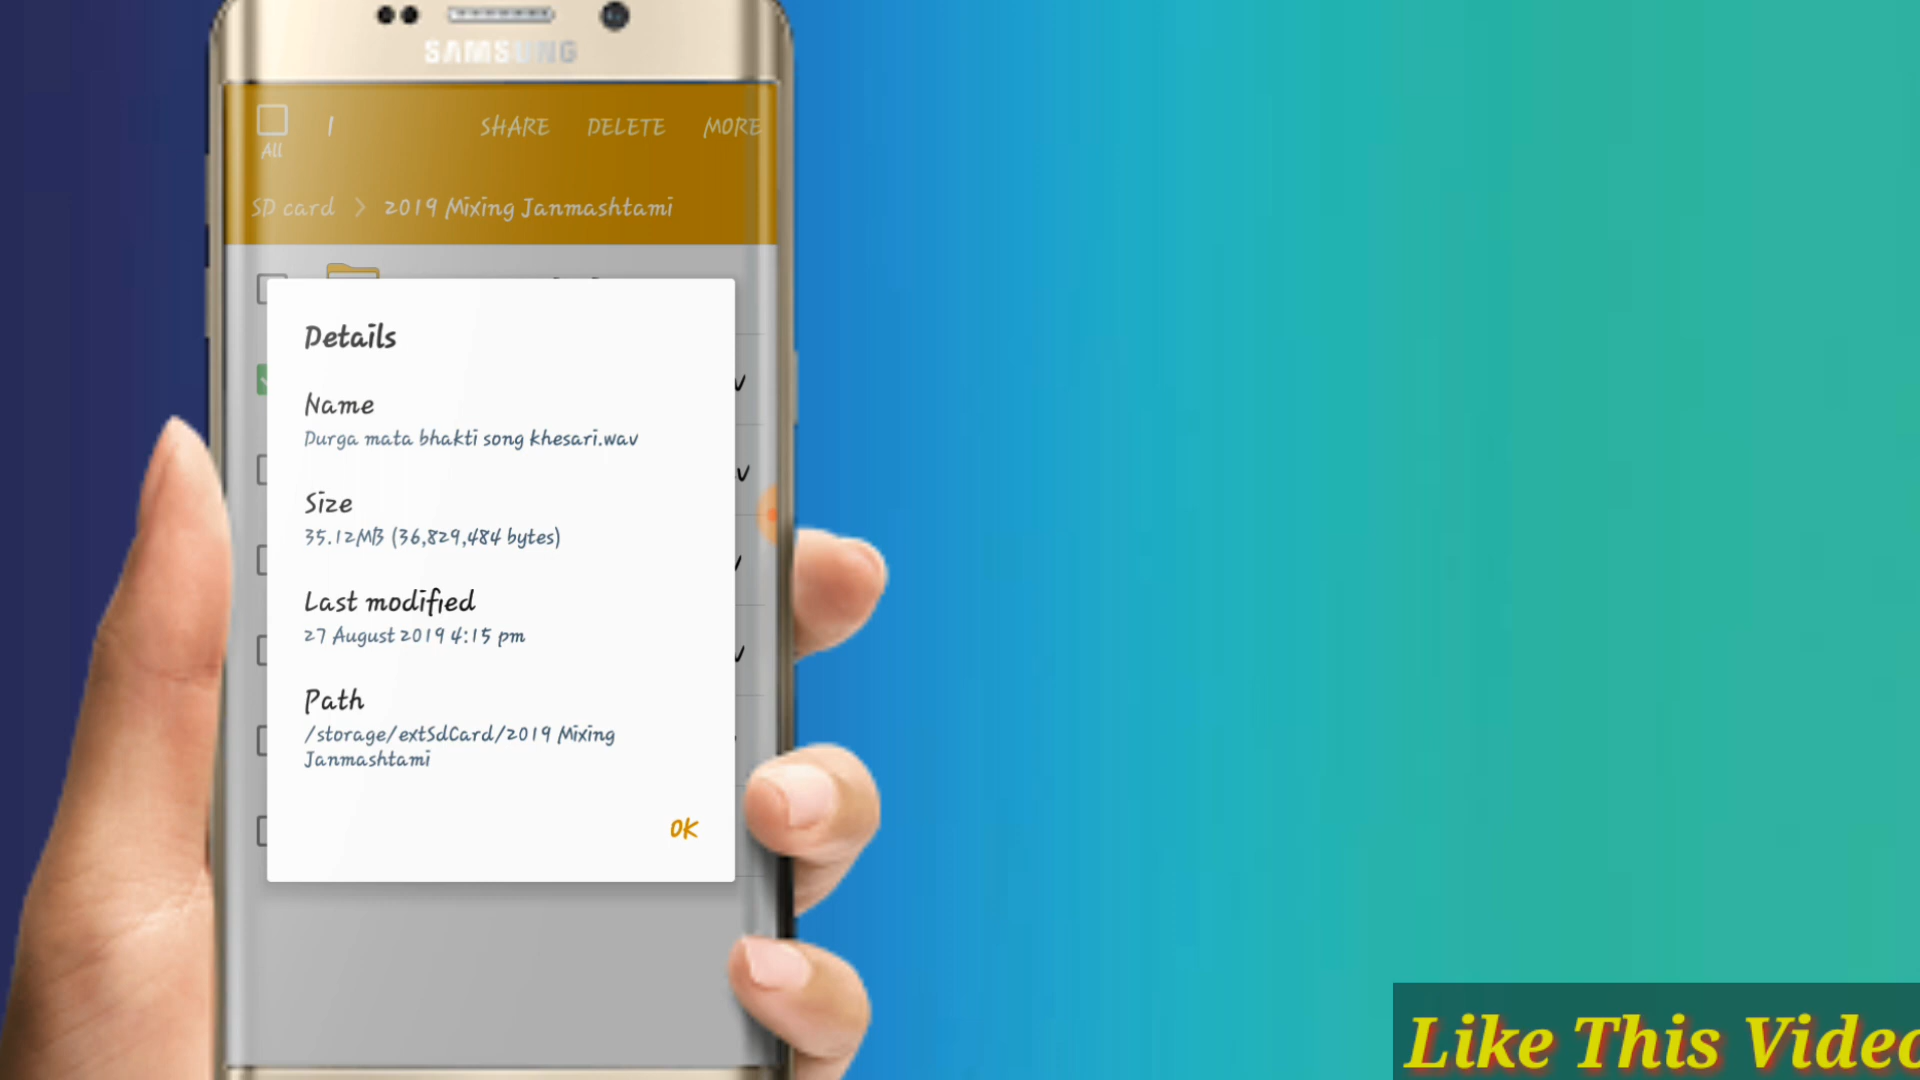 SAMSUNG
1
SHARE
DELETE
MORE
All
SD card > 2019 Mixing Janmashtami
Details
Name
Durga mata bhakti song khesari.wav
Size
35.12MB (36,829,484 bytes)
Last modified
27 August 2019 4:15 pm
Path
/storage/extSdCard/2019 Mixing
Janmashtami
OK
Like This Video